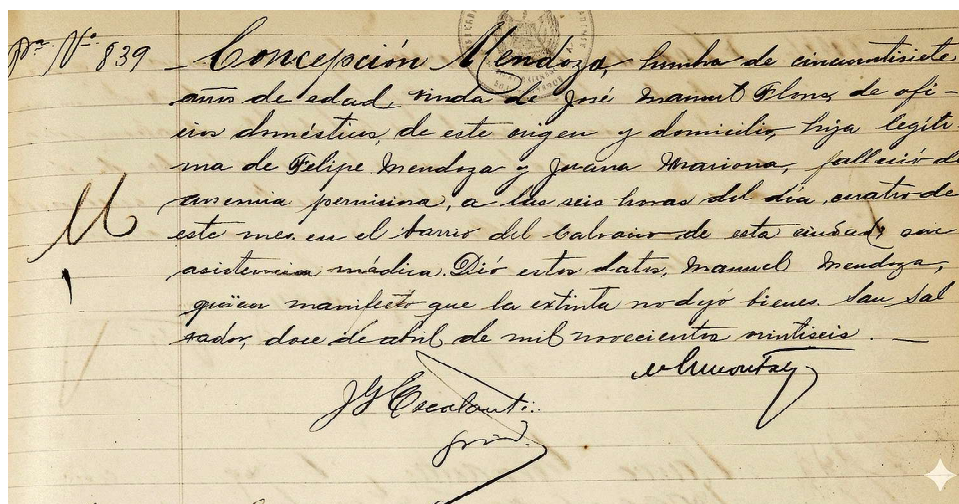 Pa. Nº 839 — Concepción Mendoza, hembra de cincuentisiete
años de edad, viuda de José Manuel Flores, de ofi-
cios domésticos, de este origen y domicilio, hija legíti-
ma de Felipe Mendoza y Juana Mariona, falleció de
anemia perniciosa, a las seis horas del día cuatro de
este mes, en el barrio del Calvario de esta ciudad, sin
asistencia médica. Dió estos datos, Manuel Mendoza,
quien manifestó que la extinta no dejó bienes. San Sal
vador, doce de abril de mil novecientos veintiseis. —
J G Escalante